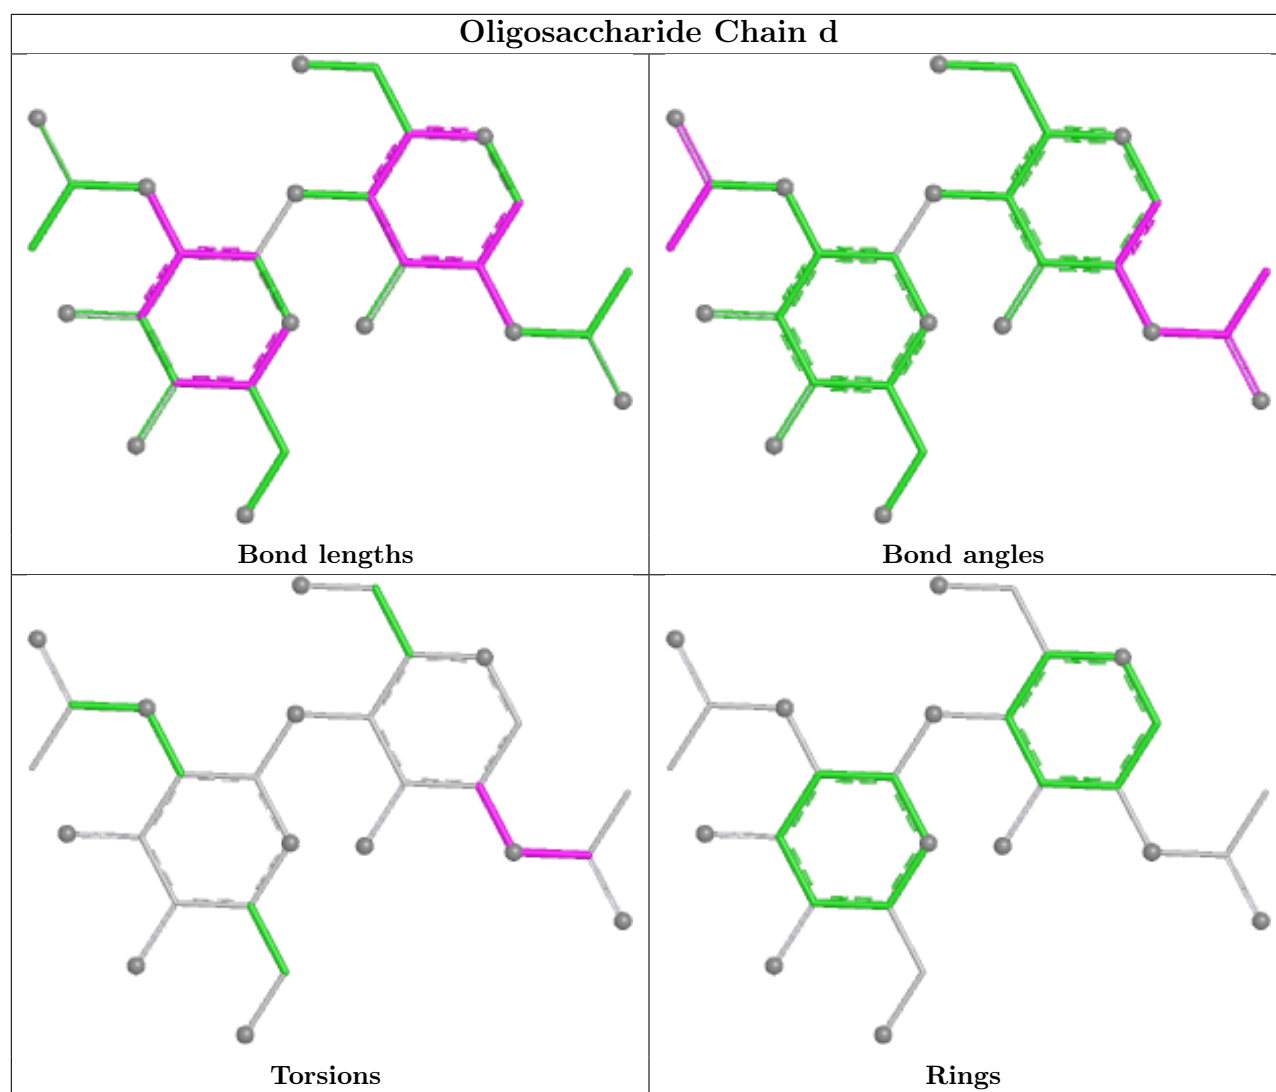 Oligosaccharide Chain d
Bond lengths
Bond angles
Torsions
Rings